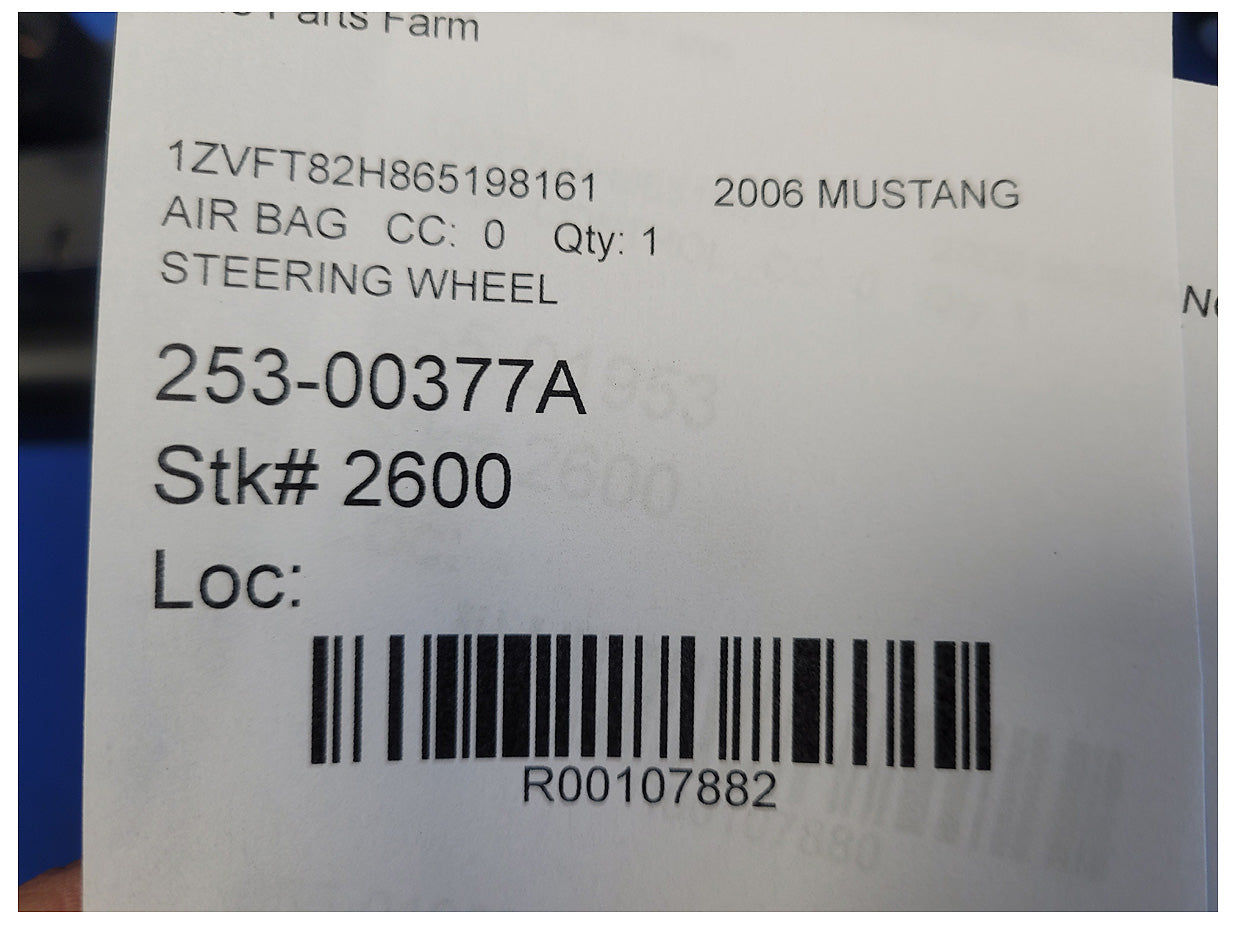 Parts Farm
1ZVFT82H865198161 2006 MUSTANG
AIR BAG CC: 0 Qty: 1
STEERING WHEEL
253-00377A
Stk# 2600
Loc:
R00107882